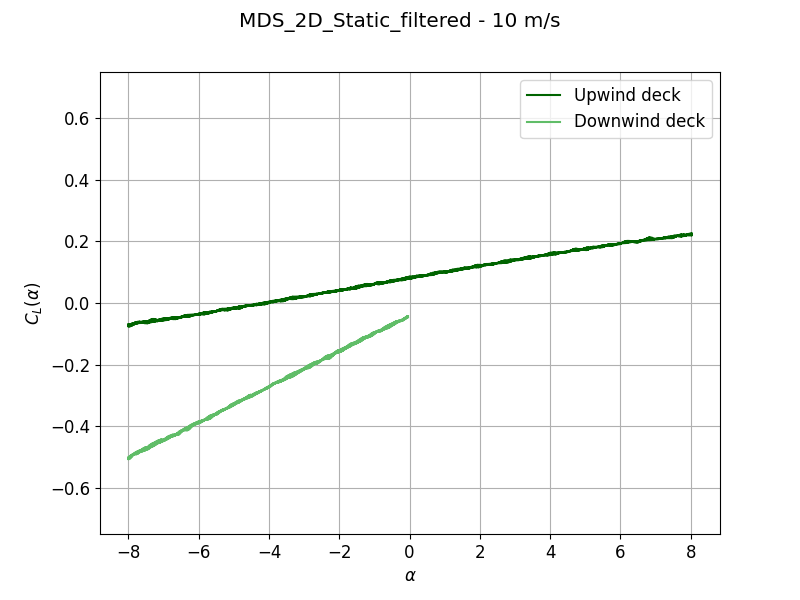 MDS_2D_Static_filtered - 10 m/s
Upwind deck
Downwind deck
0.6
0.4
0.2
0.0
−0.2
−0.4
−0.6
C_L(α)
−8 −6 −4 −2 0 2 4 6 8
α